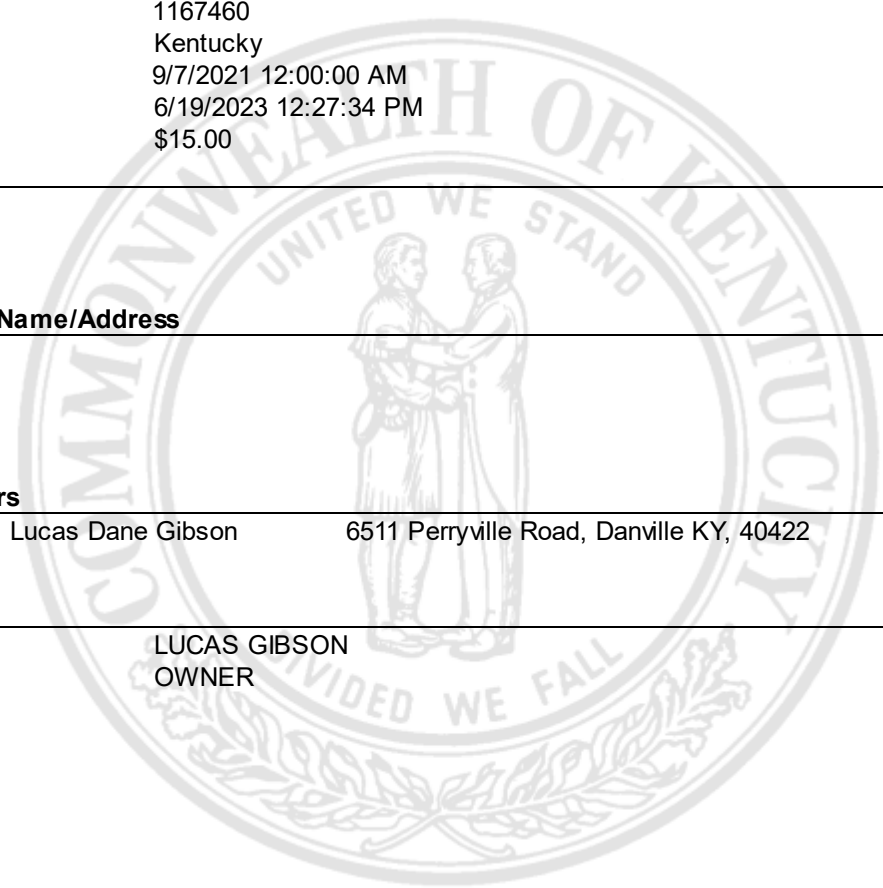 1167460
Kentucky
9/7/2021 12:00:00 AM
6/19/2023 12:27:34 PM
$15.00
COMMONWEALTH OF KENTUCKY
UNITED WE STAND
Name/Address
rs
Lucas Dane Gibson 6511 Perryville Road, Danville KY, 40422
LUCAS GIBSON
OWNER
DIVIDED WE FALL